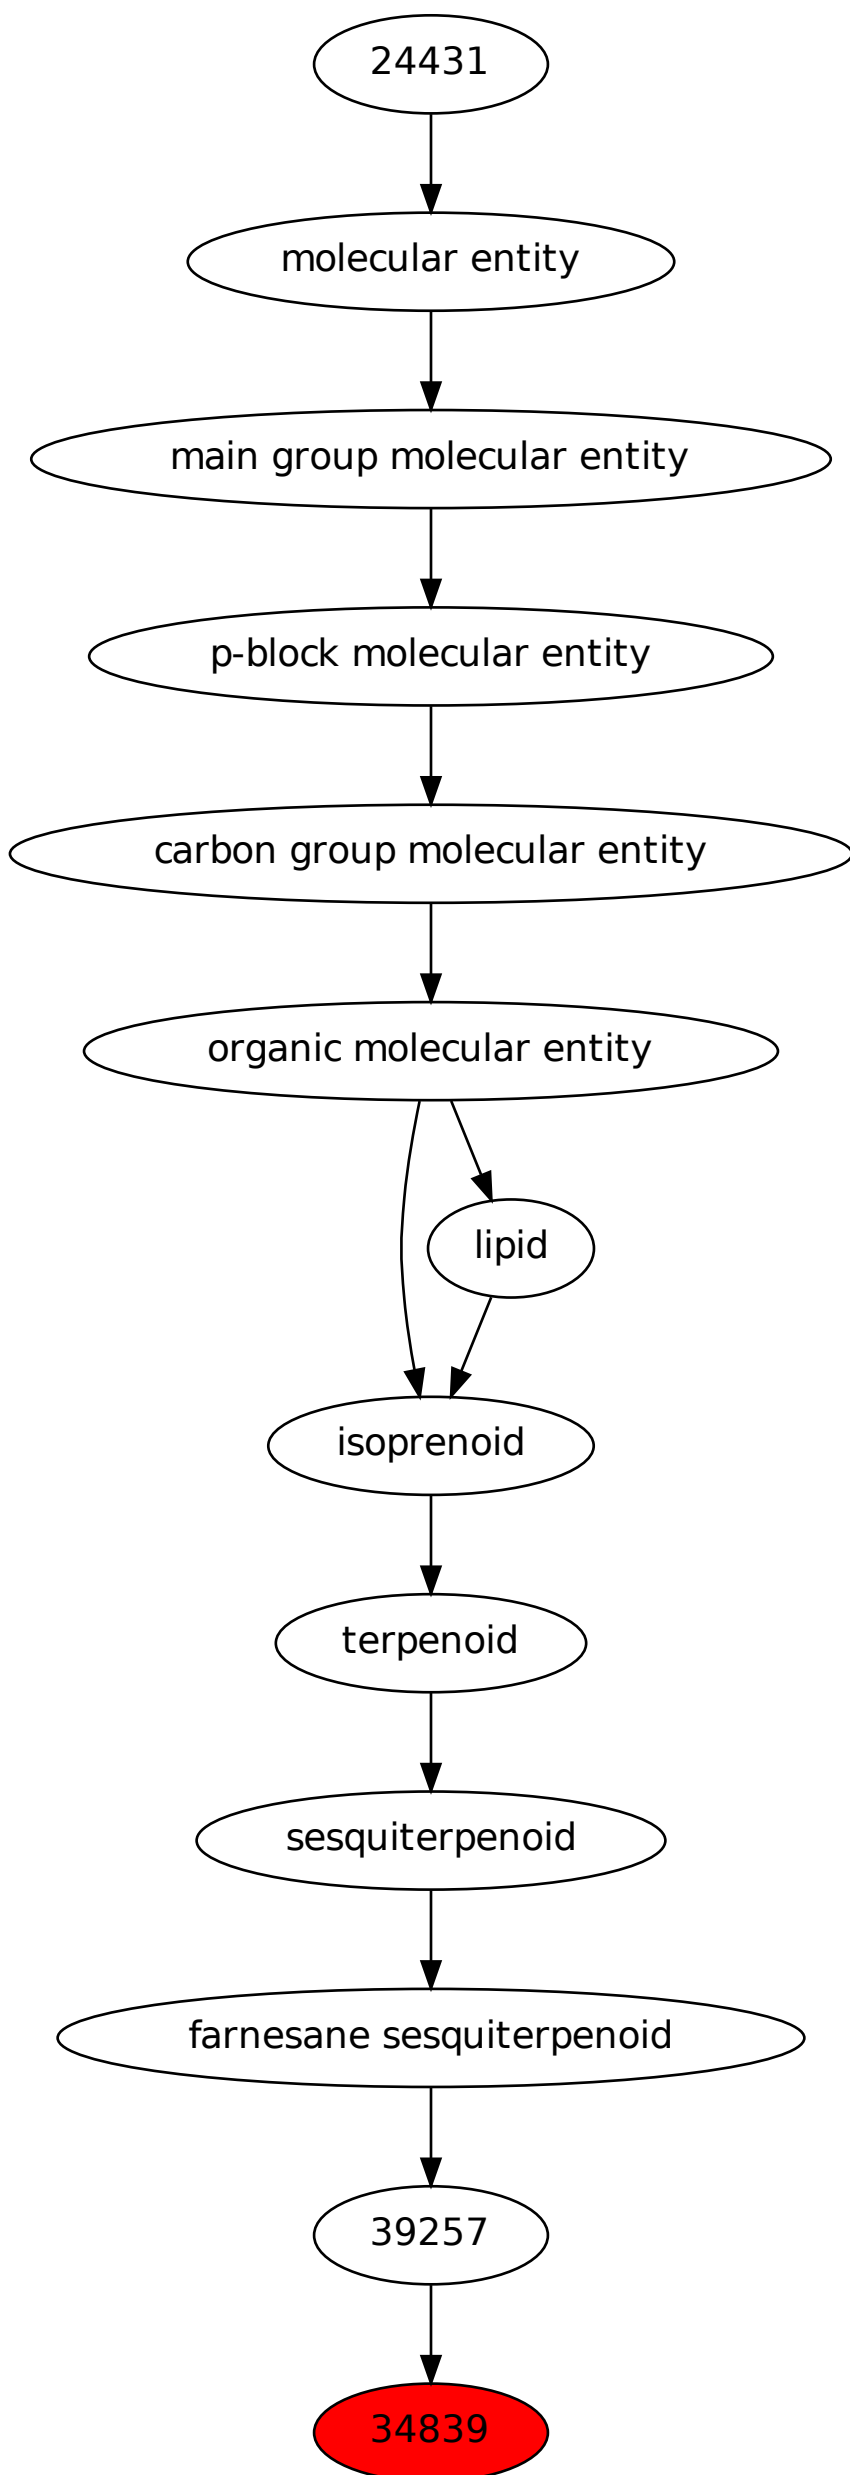 24431
molecular entity
main group molecular entity
p-block molecular entity
carbon group molecular entity
organic molecular entity
lipid
isoprenoid
terpenoid
sesquiterpenoid
farnesane sesquiterpenoid
39257
34839